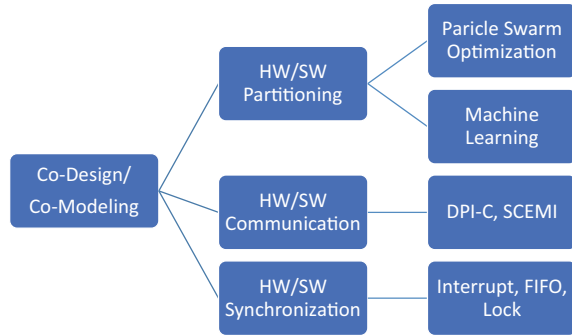 Paricle Swarm
Optimization
HW/SW
Partitioning
Machine
Learning
Co-Design/
Co-Modeling
HW/SW
Communication
DPI-C, SCEMI
HW/SW
Synchronization
Interrupt, FIFO,
Lock